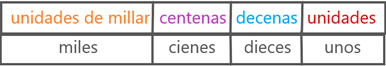 unidades de millar centenas decenas unidades
miles cienes dieces unos